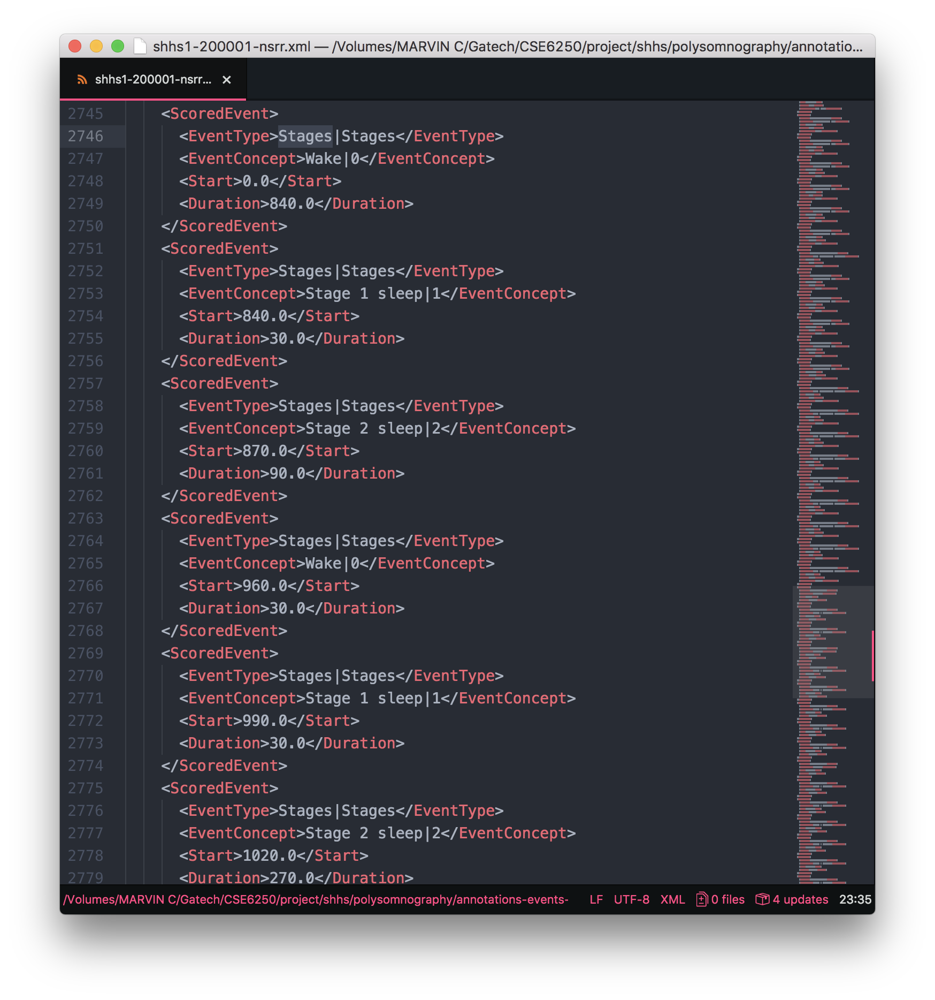 shhs1-200001-nsrr.xml — /Volumes/MARVIN C/Gatech/CSE6250/project/shhs/polysomnography/annotatio...
shhs1-200001-nsrr... ×
2745 <ScoredEvent>
2746 <EventType>Stages|Stages</EventType>
2747 <EventConcept>Wake|0</EventConcept>
2748 <Start>0.0</Start>
2749 <Duration>840.0</Duration>
2750 </ScoredEvent>
2751 <ScoredEvent>
2752 <EventType>Stages|Stages</EventType>
2753 <EventConcept>Stage 1 sleep|1</EventConcept>
2754 <Start>840.0</Start>
2755 <Duration>30.0</Duration>
2756 </ScoredEvent>
2757 <ScoredEvent>
2758 <EventType>Stages|Stages</EventType>
2759 <EventConcept>Stage 2 sleep|2</EventConcept>
2760 <Start>870.0</Start>
2761 <Duration>90.0</Duration>
2762 </ScoredEvent>
2763 <ScoredEvent>
2764 <EventType>Stages|Stages</EventType>
2765 <EventConcept>Wake|0</EventConcept>
2766 <Start>960.0</Start>
2767 <Duration>30.0</Duration>
2768 </ScoredEvent>
2769 <ScoredEvent>
2770 <EventType>Stages|Stages</EventType>
2771 <EventConcept>Stage 1 sleep|1</EventConcept>
2772 <Start>990.0</Start>
2773 <Duration>30.0</Duration>
2774 </ScoredEvent>
2775 <ScoredEvent>
2776 <EventType>Stages|Stages</EventType>
2777 <EventConcept>Stage 2 sleep|2</EventConcept>
2778 <Start>1020.0</Start>
2779 <Duration>270.0</Duration>
/Volumes/MARVIN C/Gatech/CSE6250/project/shhs/polysomnography/annotations-events- LF UTF-8 XML 0 files 4 updates 23:35